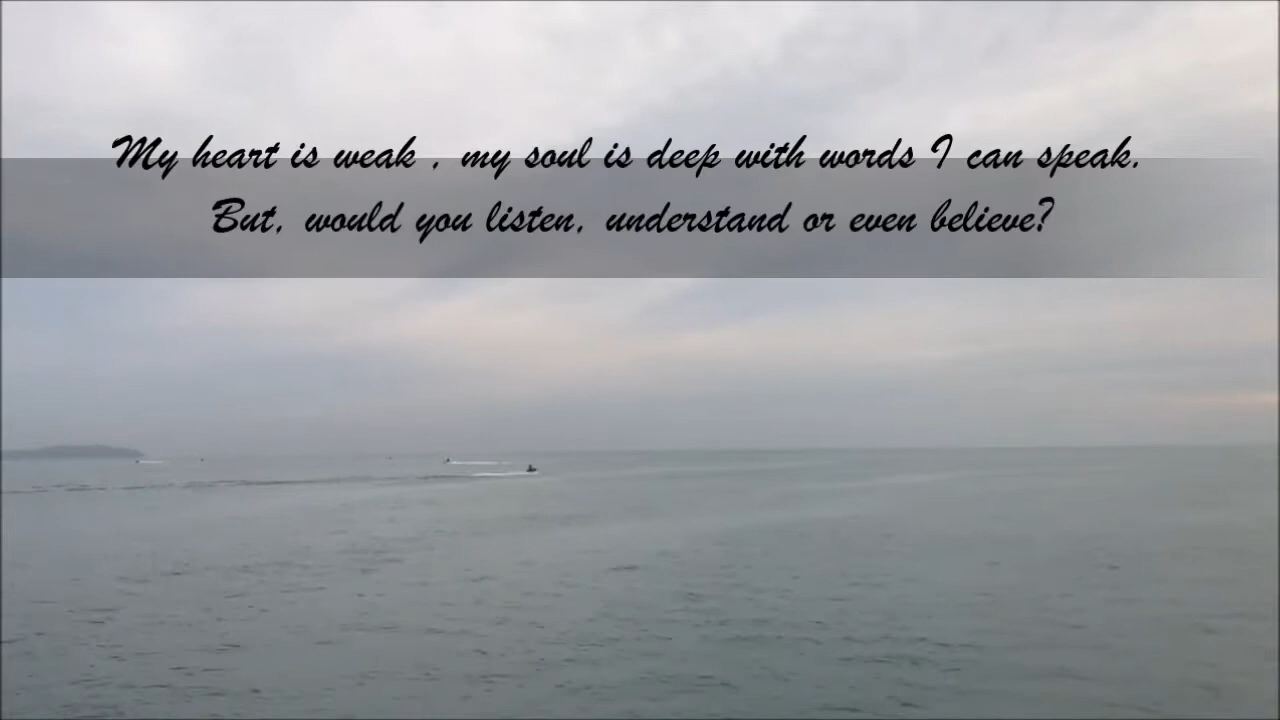 My heart is weak , my soul is deep with words I can speak.
But, would you listen, understand or even believe?